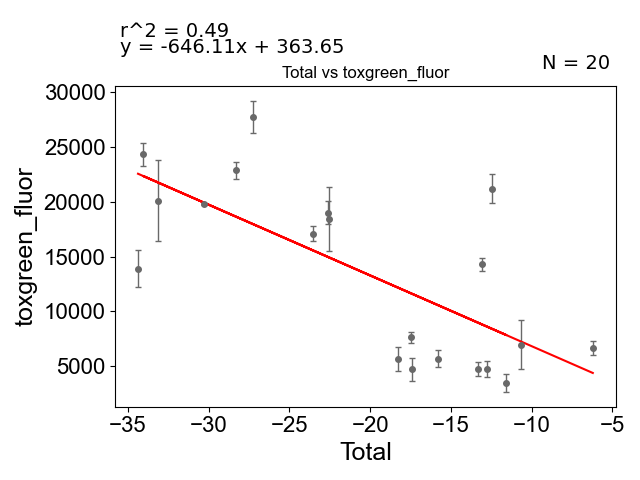 r^2 = 0.49
y = -646.11x + 363.65
N = 20
Total vs toxgreen_fluor
30000
25000
20000
15000
10000
5000
toxgreen_fluor
−35 −30 −25 −20 −15 −10 −5
Total